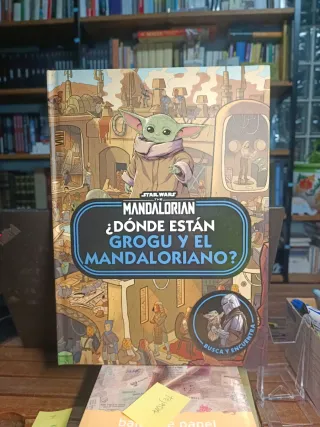 STAR WARS
THE
MANDALORIAN
¿DÓNDE ESTÁN
GROGU Y EL
MANDALORIANO?
BUSCA Y ENCUENTRA